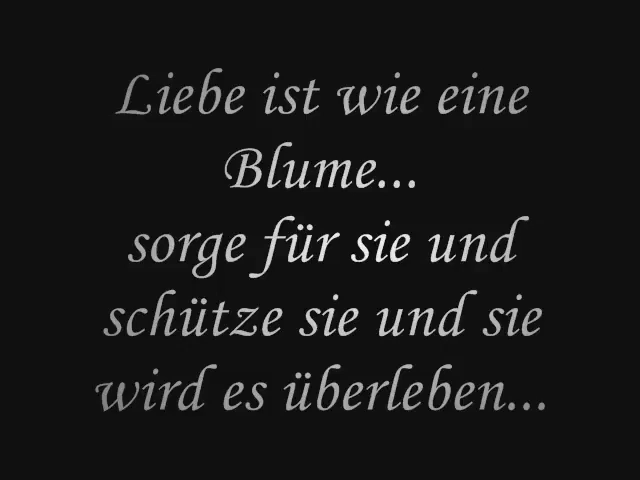 Liebe ist wie eine
Blume...
sorge für sie und
schütze sie und sie
wird es überleben...